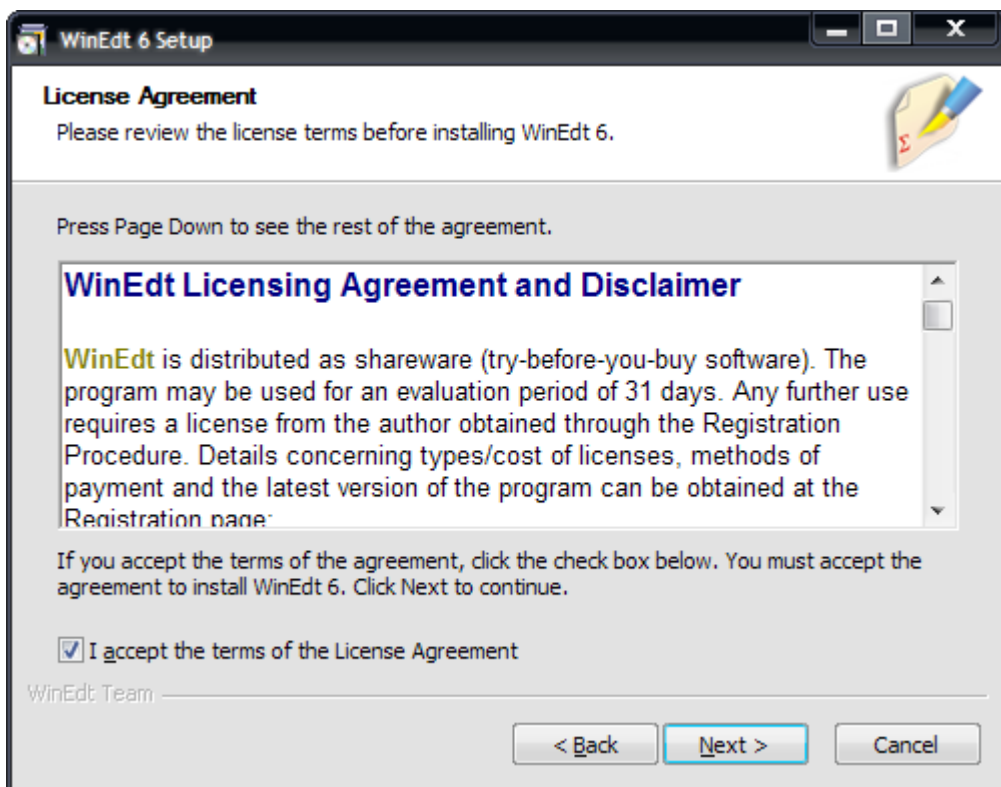 WinEdt 6 Setup
License Agreement
Please review the license terms before installing WinEdt 6.
Σ
Press Page Down to see the rest of the agreement.
WinEdt Licensing Agreement and Disclaimer
WinEdt is distributed as shareware (try-before-you-buy software). The
program may be used for an evaluation period of 31 days. Any further use
requires a license from the author obtained through the Registration
Procedure. Details concerning types/cost of licenses, methods of
payment and the latest version of the program can be obtained at the
Registration page:
If you accept the terms of the agreement, click the check box below. You must accept the
agreement to install WinEdt 6. Click Next to continue.
I accept the terms of the License Agreement
WinEdt Team
< Back Next > Cancel